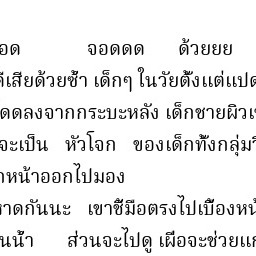 อด จอดดด ด้วยยย
ดีเสียด้วยซ้ำ เด็กๆ ในวัยตั้งแต่แปด
ดดลงจากกระบะหลัง เด็กชายผิวเ
จะเป็น หัวโจก ของเด็กทั้งกลุ่มวิ
หน้าออกไปมอง
าดกันนะ เขาชี้มือตรงไปเบื้องหน้
นน้ำ ส่วนจะไปดู เผื่อจะช่วยแก